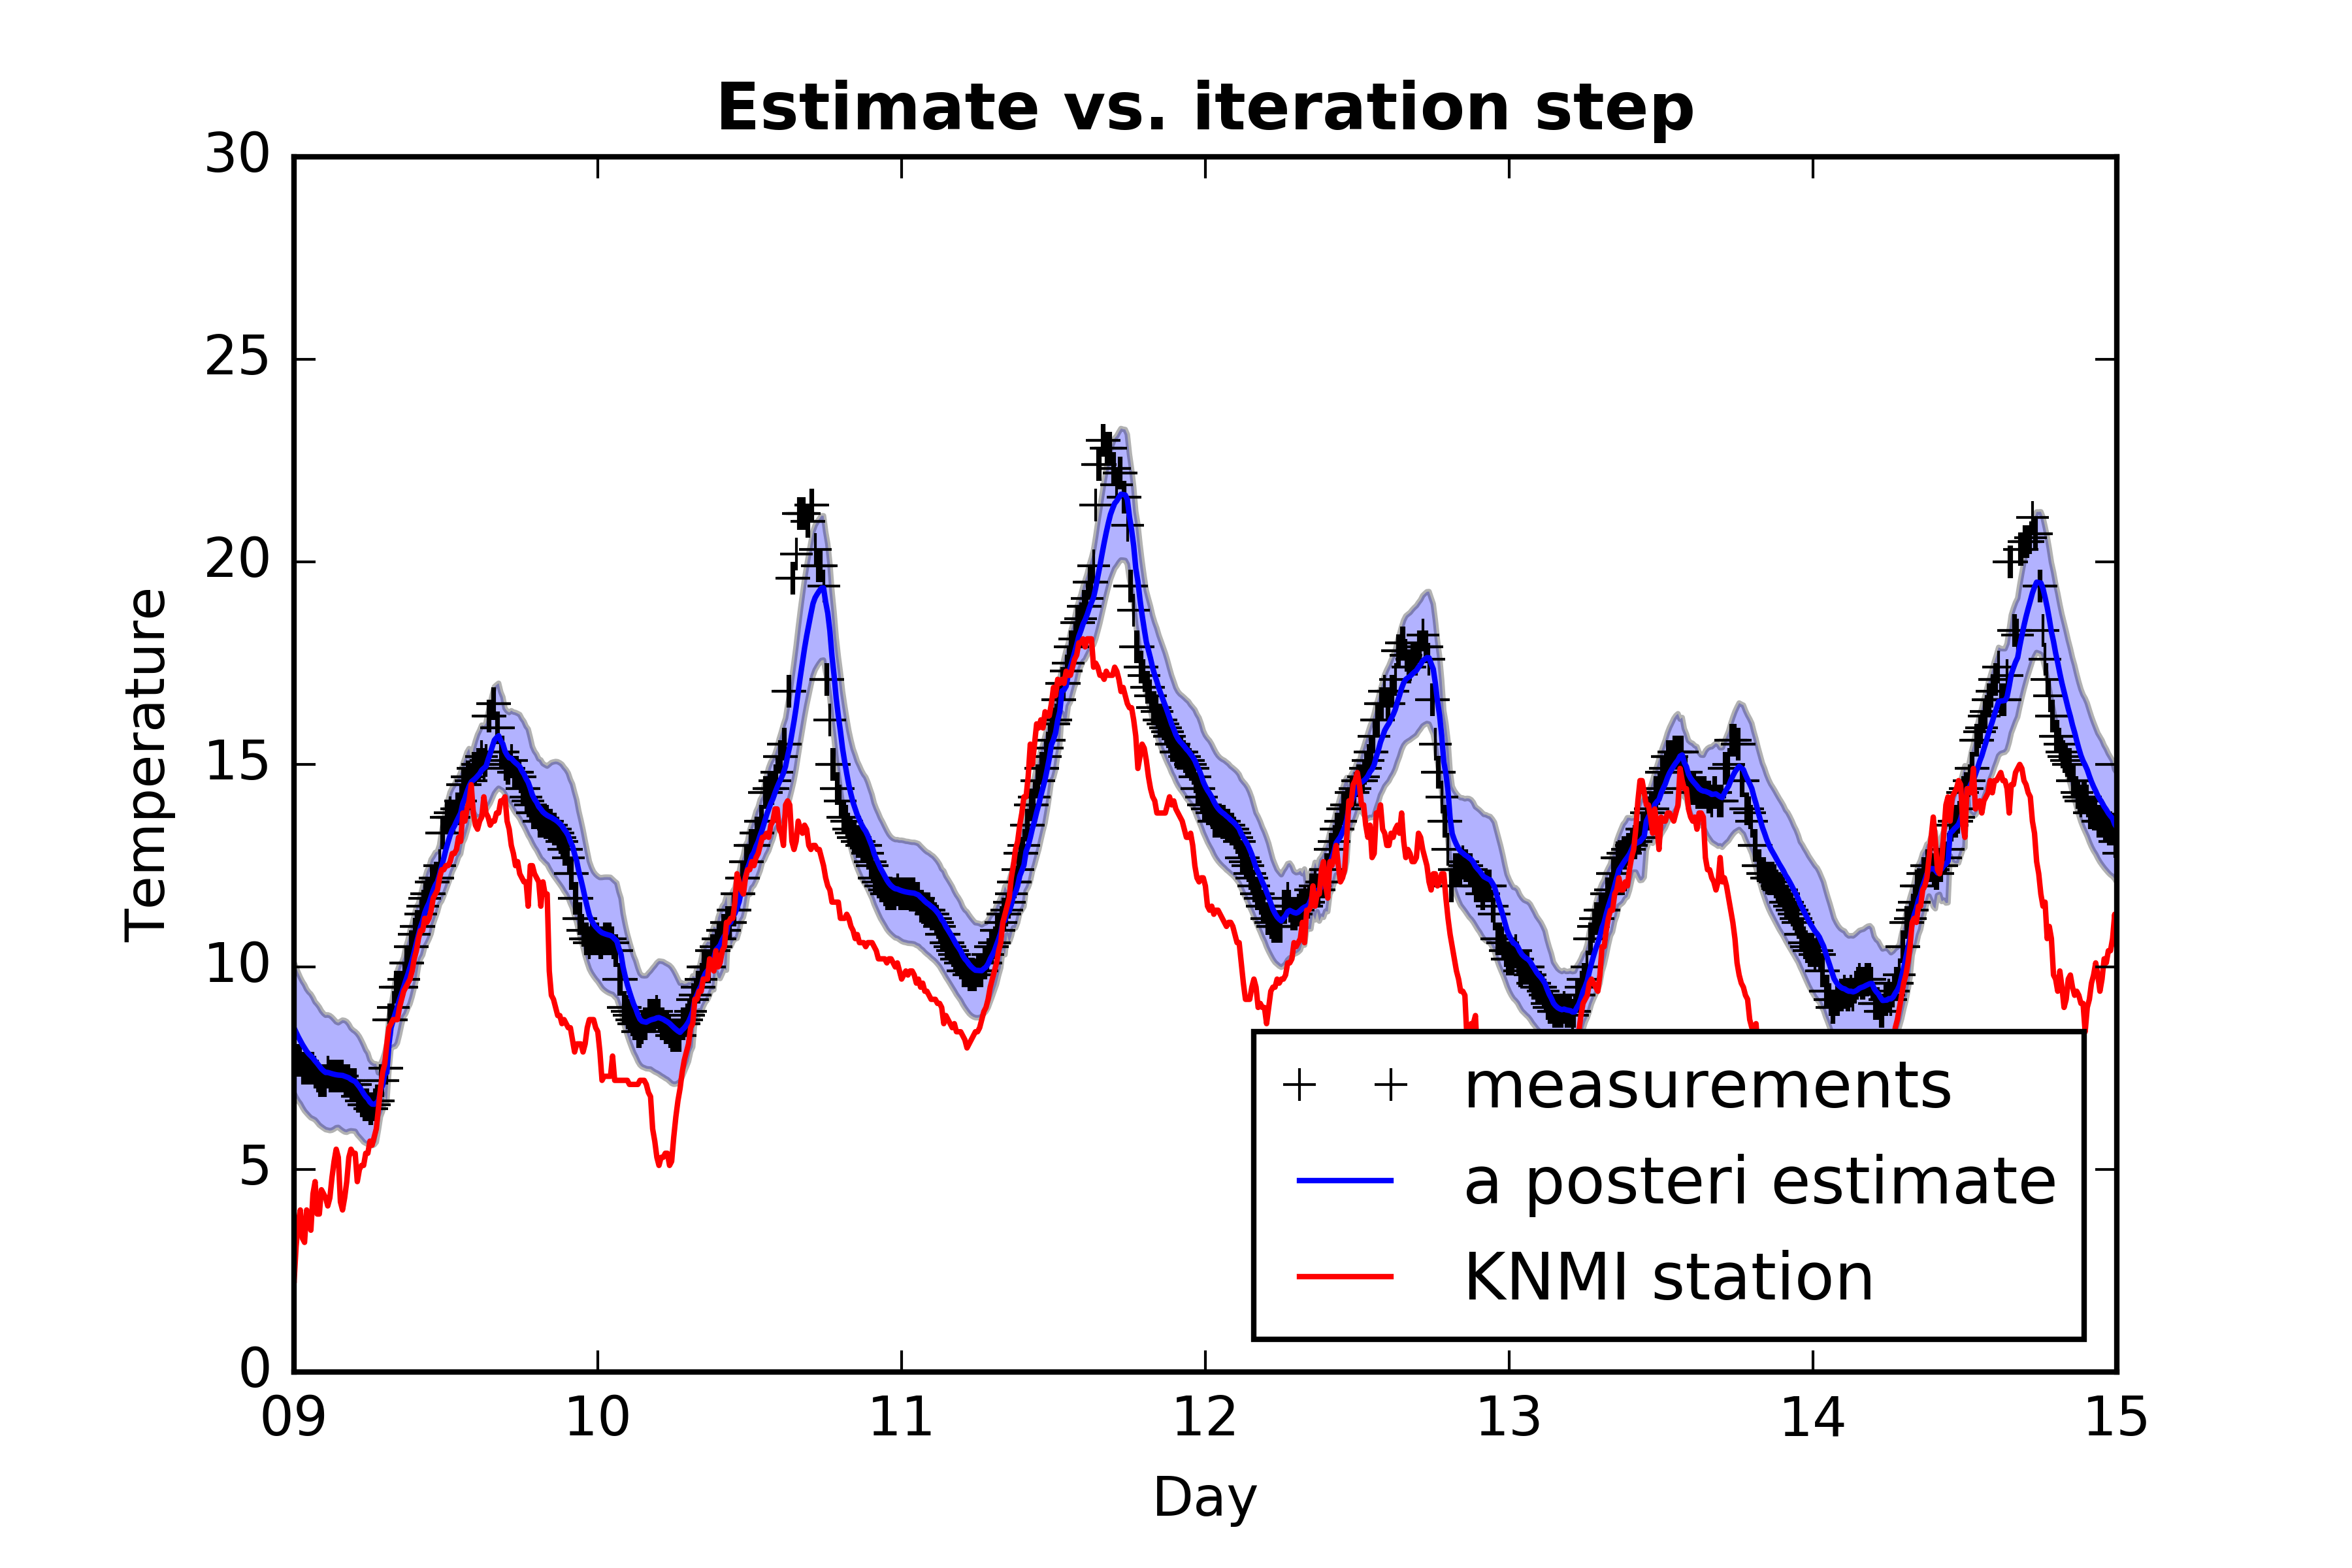 Estimate vs. iteration step
30
25
20
15
10
5
0
Temperature
09 10 11 12 13 14 15
Day
measurements
a posteri estimate
KNMI station